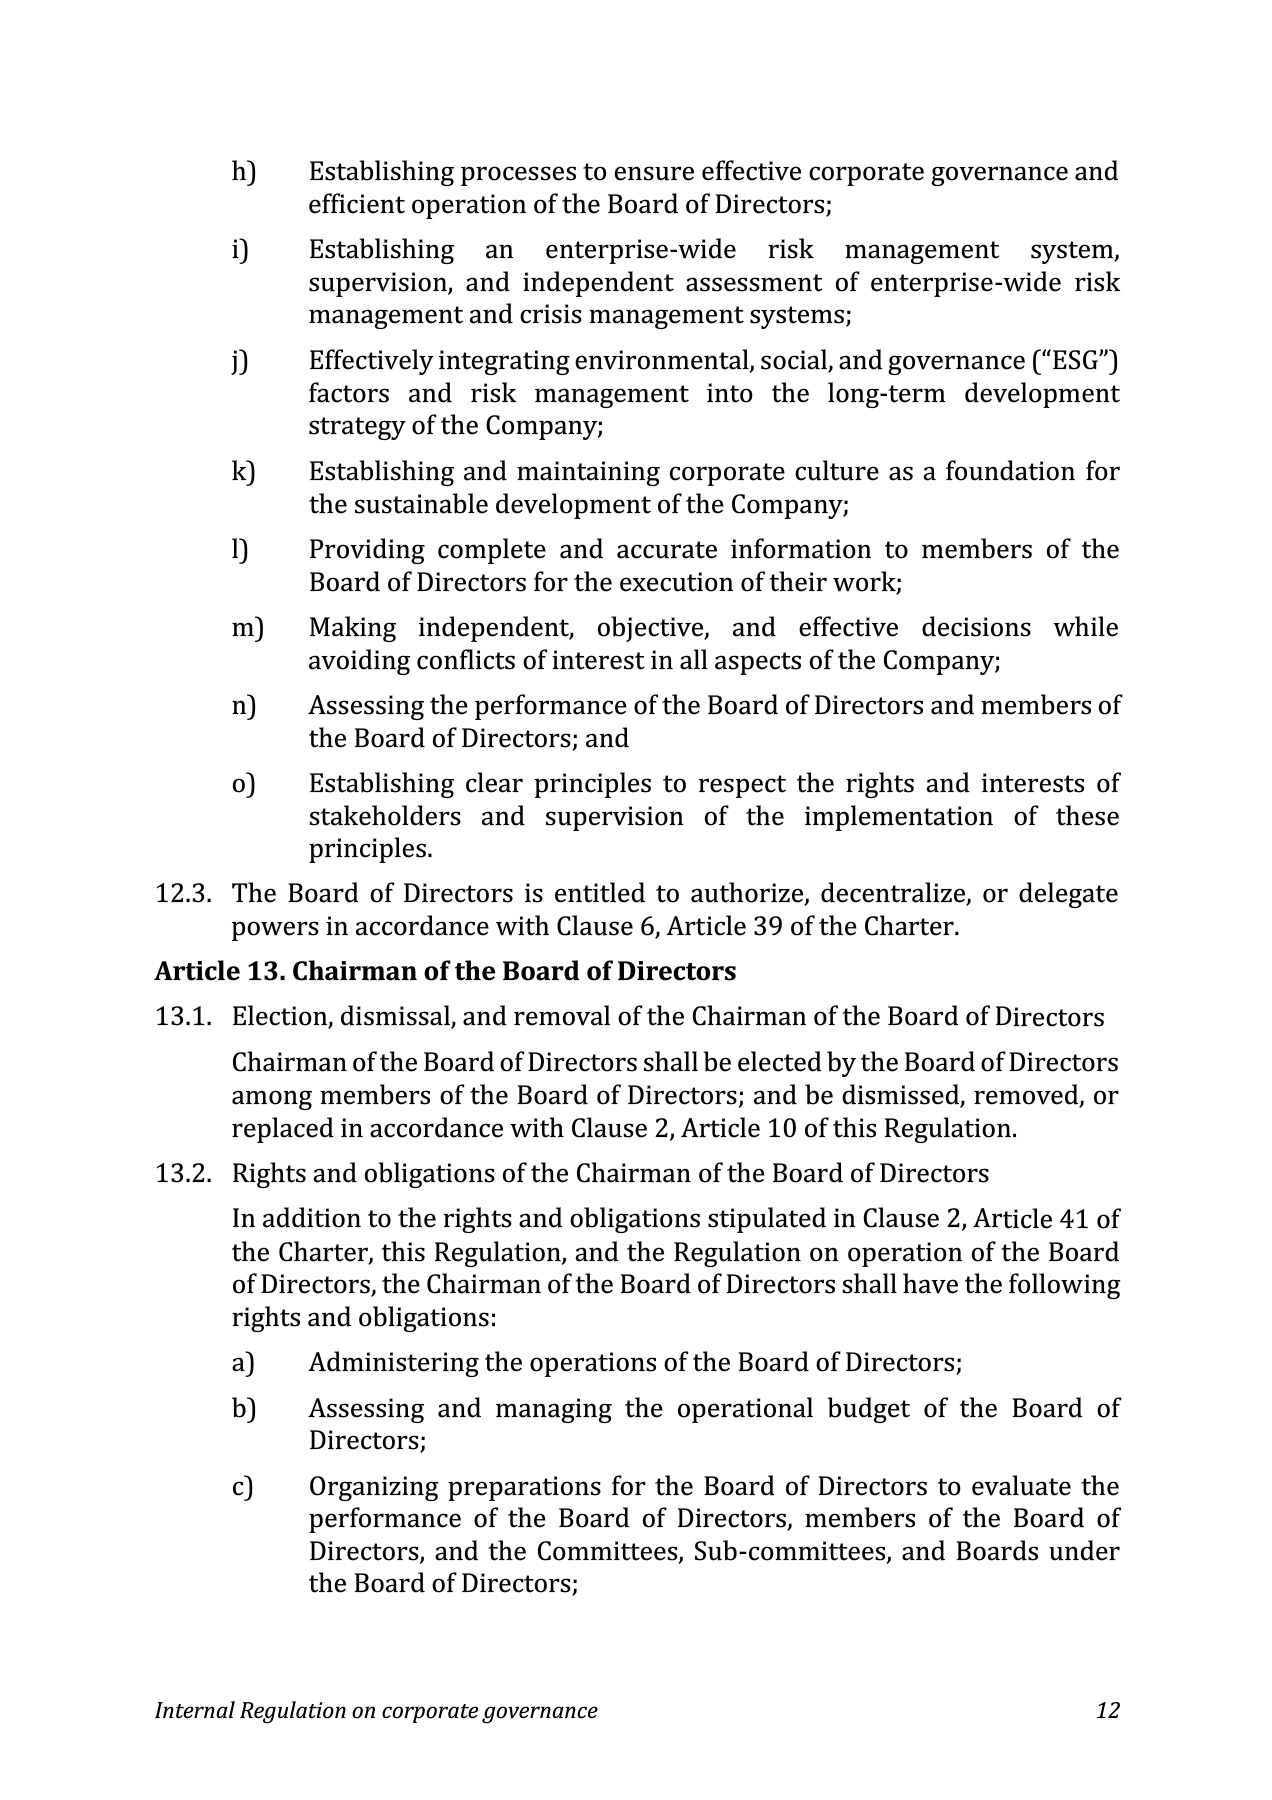 h) Establishing processes to ensure effective corporate governance and
efficient operation of the Board of Directors;
i) Establishing an enterprise-wide risk management system,
supervision, and independent assessment of enterprise-wide risk
management and crisis management systems;
j) Effectively integrating environmental, social, and governance (“ESG”)
factors and risk management into the long-term development
strategy of the Company;
k) Establishing and maintaining corporate culture as a foundation for
the sustainable development of the Company;
l) Providing complete and accurate information to members of the
Board of Directors for the execution of their work;
m) Making independent, objective, and effective decisions while
avoiding conflicts of interest in all aspects of the Company;
n) Assessing the performance of the Board of Directors and members of
the Board of Directors; and
o) Establishing clear principles to respect the rights and interests of
stakeholders and supervision of the implementation of these
principles.
12.3. The Board of Directors is entitled to authorize, decentralize, or delegate
powers in accordance with Clause 6, Article 39 of the Charter.
Article 13. Chairman of the Board of Directors
13.1. Election, dismissal, and removal of the Chairman of the Board of Directors
Chairman of the Board of Directors shall be elected by the Board of Directors
among members of the Board of Directors; and be dismissed, removed, or
replaced in accordance with Clause 2, Article 10 of this Regulation.
13.2. Rights and obligations of the Chairman of the Board of Directors
In addition to the rights and obligations stipulated in Clause 2, Article 41 of
the Charter, this Regulation, and the Regulation on operation of the Board
of Directors, the Chairman of the Board of Directors shall have the following
rights and obligations:
a) Administering the operations of the Board of Directors;
b) Assessing and managing the operational budget of the Board of
Directors;
c) Organizing preparations for the Board of Directors to evaluate the
performance of the Board of Directors, members of the Board of
Directors, and the Committees, Sub-committees, and Boards under
the Board of Directors;
Internal Regulation on corporate governance 12